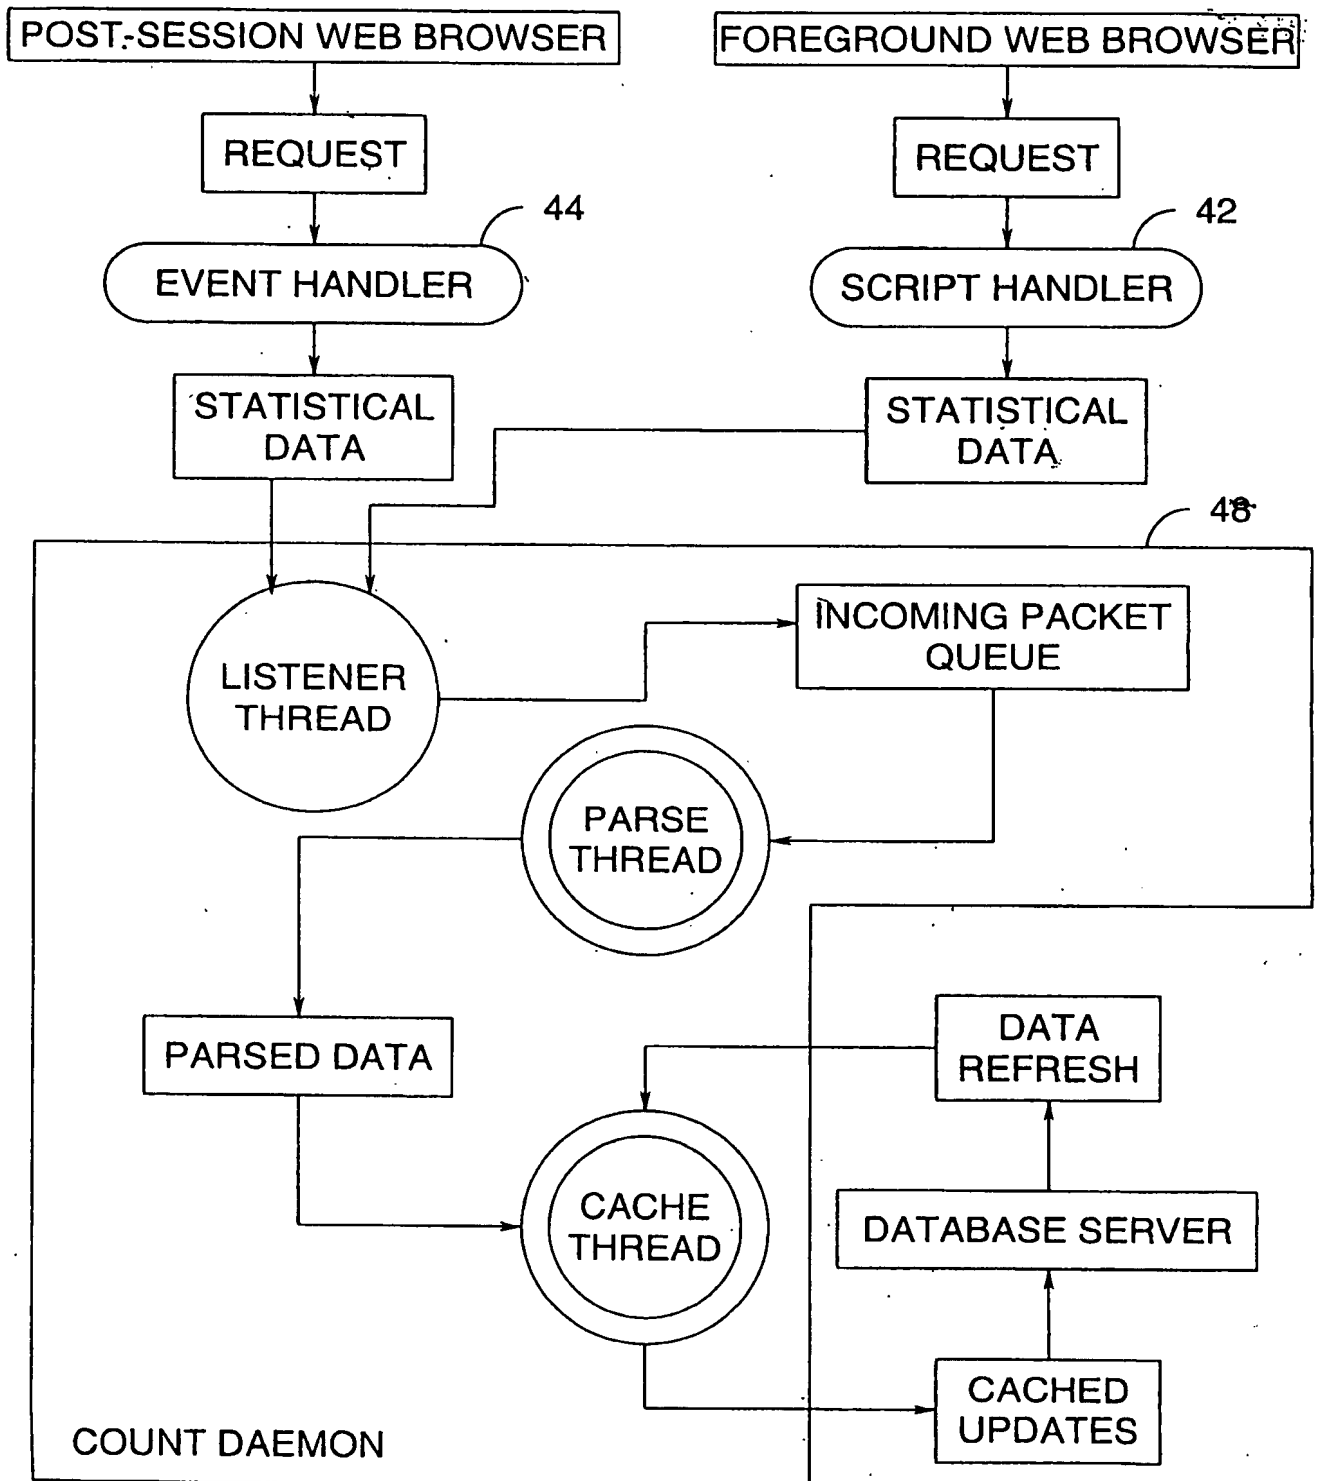 POST-SESSION WEB BROWSER
FOREGROUND WEB BROWSER
REQUEST
REQUEST
44
42
EVENT HANDLER
SCRIPT HANDLER
STATISTICAL
DATA
STATISTICAL
DATA
48
INCOMING PACKET
QUEUE
LISTENER
THREAD
PARSE
THREAD
PARSED DATA
DATA
REFRESH
CACHE
THREAD
DATABASE SERVER
CACHED
UPDATES
COUNT DAEMON